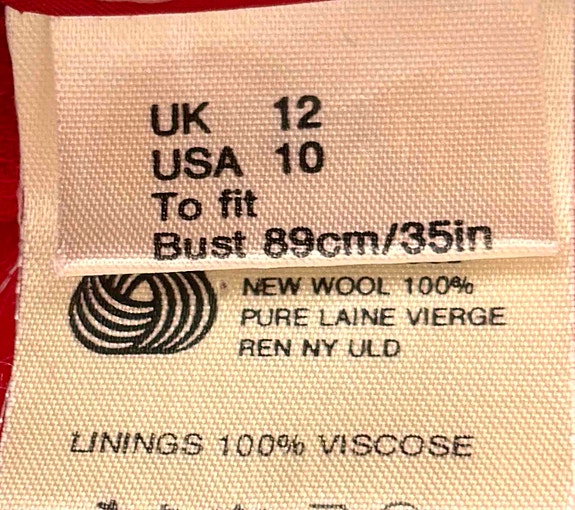 UK 12
USA 10
To fit
Bust 89cm/35in
NEW WOOL 100%
PURE LAINE VIERGE
REN NY ULD
LININGS 100% VISCOSE